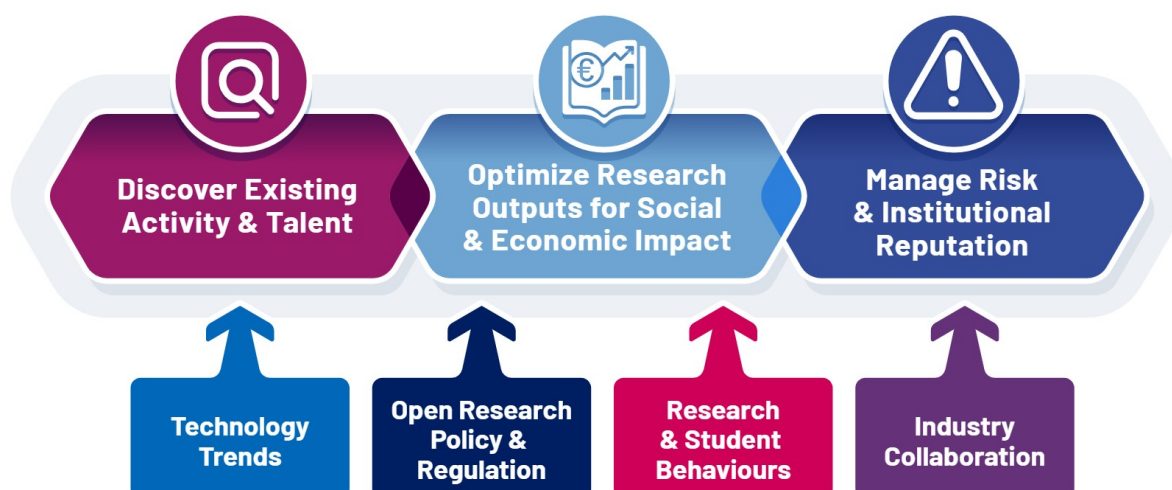 Discover Existing
Activity & Talent
€
Optimize Research
Outputs for Social
& Economic Impact
Manage Risk
& Institutional
Reputation
Technology
Trends
Open Research
Policy &
Regulation
Research
& Student
Behaviours
Industry
Collaboration